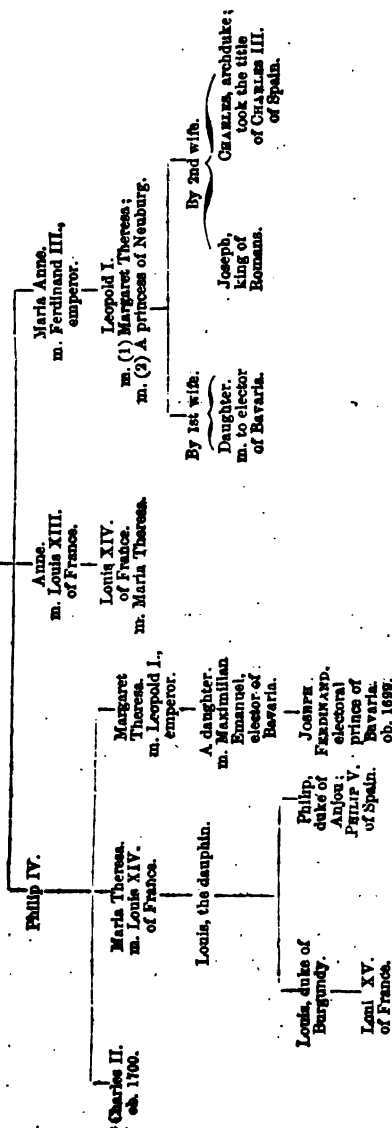 Philip IV.
Anne.
m. Louis XIII.
of France.
Maria Anne.
m. Ferdinand III.,
emperor.
Charles II.
ob. 1700.
Maria Theresa.
m. Louis XIV.
of France.
Margaret
Theresa.
m. Leopold I.,
emperor.
Louis XIV.
of France.
m. Maria Theresa.
Leopold I.
m. (1) Margaret Theresa;
m. (2) A princess of Neuburg.
Louis, the dauphin.
A daughter.
m. Maximilian
Emanuel,
elector of
Bavaria.
By 1st wife.
By 2nd wife.
Daughter.
m. to elector
of Bavaria.
Joseph,
king of
Romans.
CHARLES, archduke;
took the title
of CHARLES III.
of Spain.
Louis, duke of
Burgundy.
Philip,
duke of
Anjou;
PHILIP V.
of Spain.
JOSEPH
FERDINAND.
electoral
prince of
Bavaria.
ob. 1699.
Loni XV.
of France.